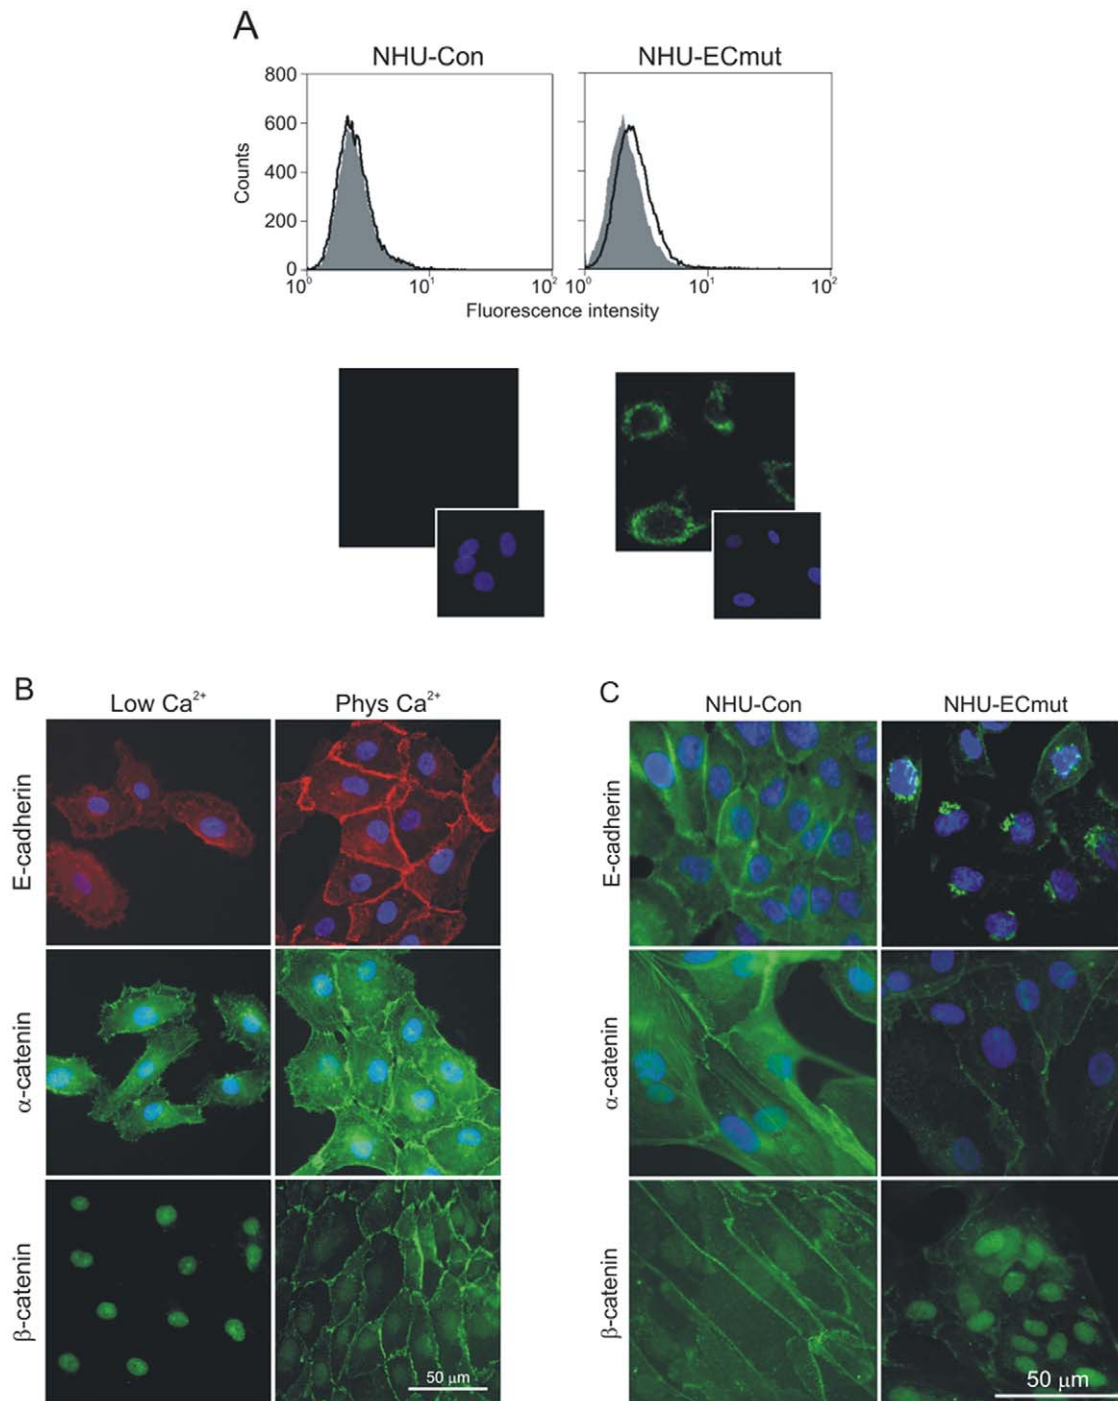 A
NHU-Con NHU-ECmut
800
600
400
200
0
Counts
10⁰ 10¹ 10² 10⁰ 10¹ 10²
Fluorescence intensity
B
Low Ca²⁺ Phys Ca²⁺
E-cadherin
α-catenin
β-catenin
50 μm
C
NHU-Con NHU-ECmut
E-cadherin
α-catenin
β-catenin
50 μm